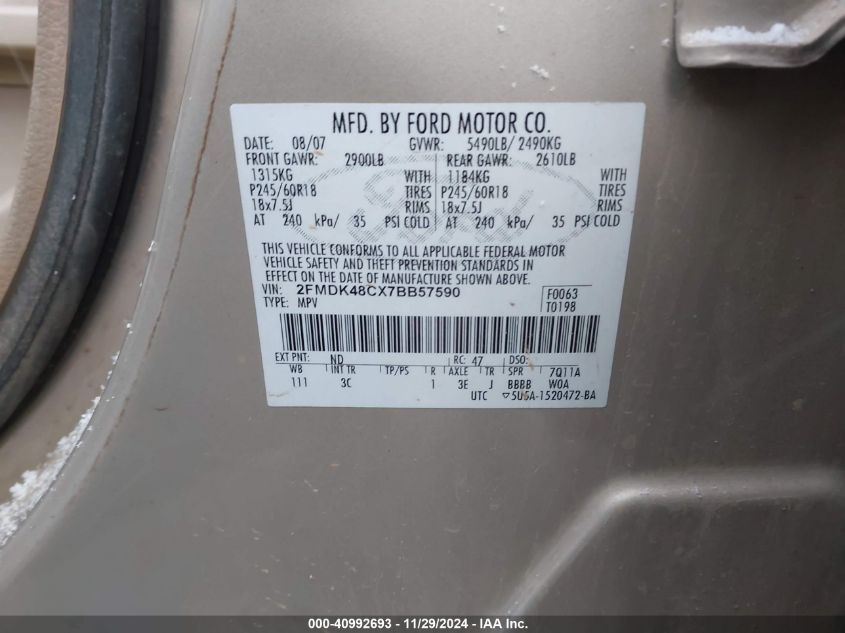 MFD. BY FORD MOTOR CO.
DATE: 08/07 GVWR: 5490LB/ 2490KG
FRONT GAWR: 2900LB REAR GAWR: 2610LB
1315KG WITH 1184KG WITH
P245/60R18 TIRES P245/60R18 TIRES
18x7.5J RIMS 18x7.5J RIMS
AT 240 kPa/ 35 PSI COLD AT 240 kPa/ 35 PSI COLD
THIS VEHICLE CONFORMS TO ALL APPLICABLE FEDERAL MOTOR
VEHICLE SAFETY AND THEFT PREVENTION STANDARDS IN
EFFECT ON THE DATE OF MANUFACTURE SHOWN ABOVE.
VIN: 2FMDK48CX7BB57590 F0063
TYPE: MPV T0198
EXT PNT: ND RC: 47 DSO:
WB INT TR TP/PS R AXLE TR SPR 7Q11A
111 3C 1 3E J BBBB WOA
UTC ▽5U5A-1520472-BA
000-40992693 - 11/29/2024 - IAA Inc.